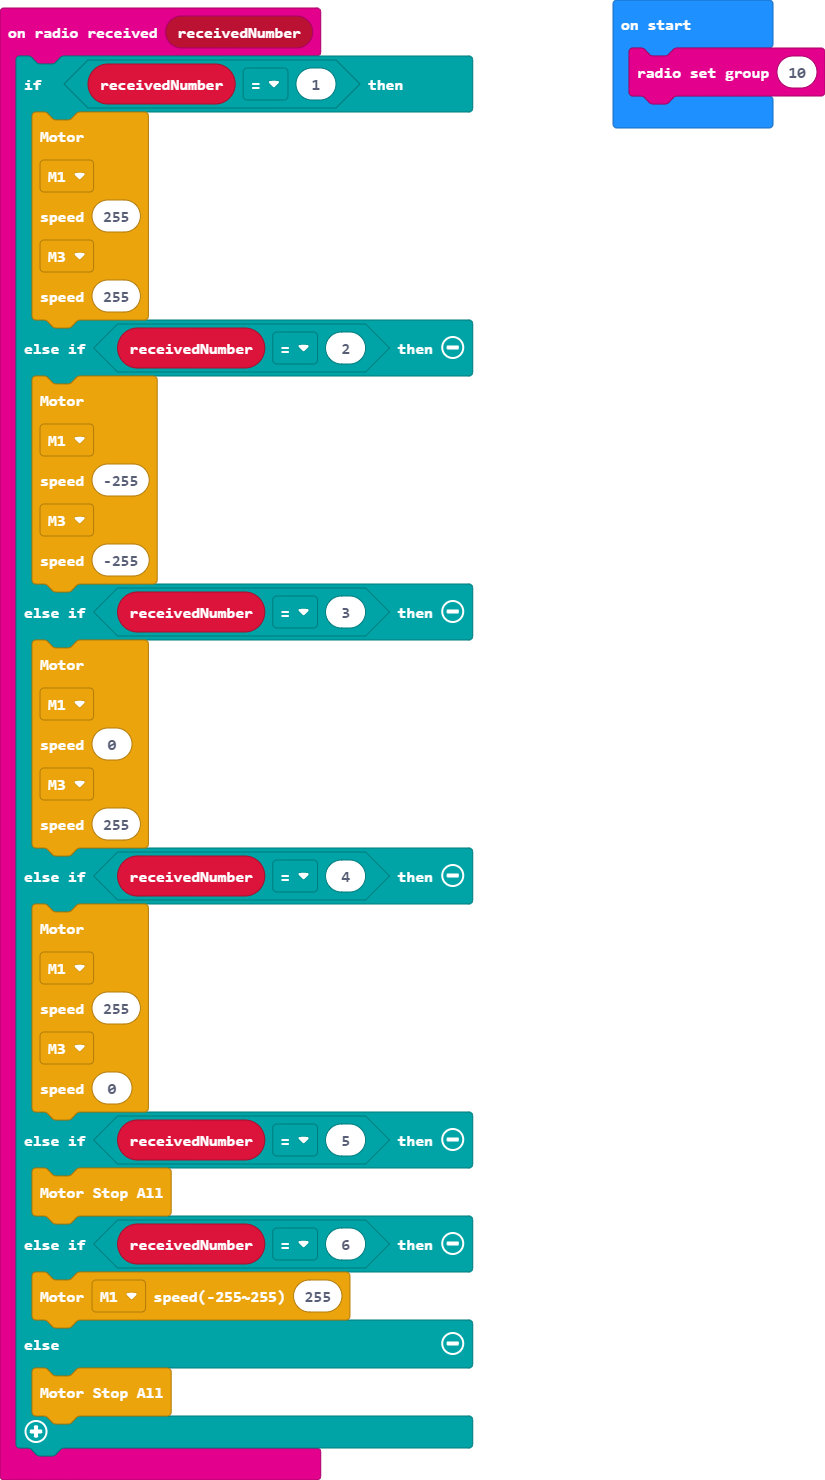 on radio received receivedNumber
if receivedNumber = 1 then
Motor
M1
speed 255
M3
speed 255
else if receivedNumber = 2 then
Motor
M1
speed -255
M3
speed -255
else if receivedNumber = 3 then
Motor
M1
speed 0
M3
speed 255
else if receivedNumber = 4 then
Motor
M1
speed 255
M3
speed 0
else if receivedNumber = 5 then
Motor Stop All
else if receivedNumber = 6 then
Motor M1 speed(-255~255) 255
else
Motor Stop All
on start
radio set group 10